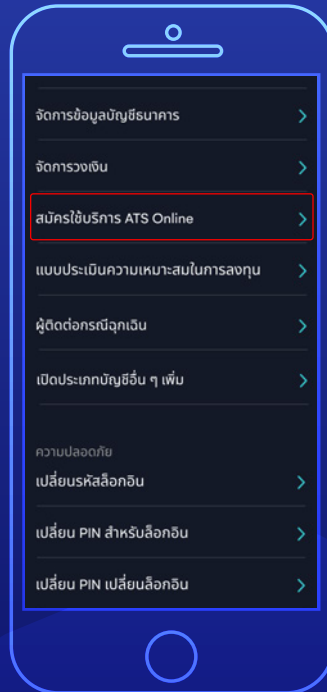 จัดการข้อมูลบัญชีธนาคาร
จัดการวงเงิน
สมัครใช้บริการ ATS Online
แบบประเมินความเหมาะสมในการลงทุน
ผู้ติดต่อกรณีฉุกเฉิน
เปิดประเภทบัญชีอื่น ๆ เพิ่ม
ความปลอดภัย
เปลี่ยนรหัสล็อกอิน
เปลี่ยน PIN สำหรับล็อกอิน
เปลี่ยน PIN เปลี่ยนล็อกอิน